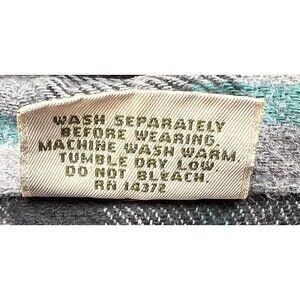 WASH SEPARATELY
BEFORE WEARING.
MACHINE WASH WARM.
TUMBLE DRY LOW.
DO NOT BLEACH.
RN 14372